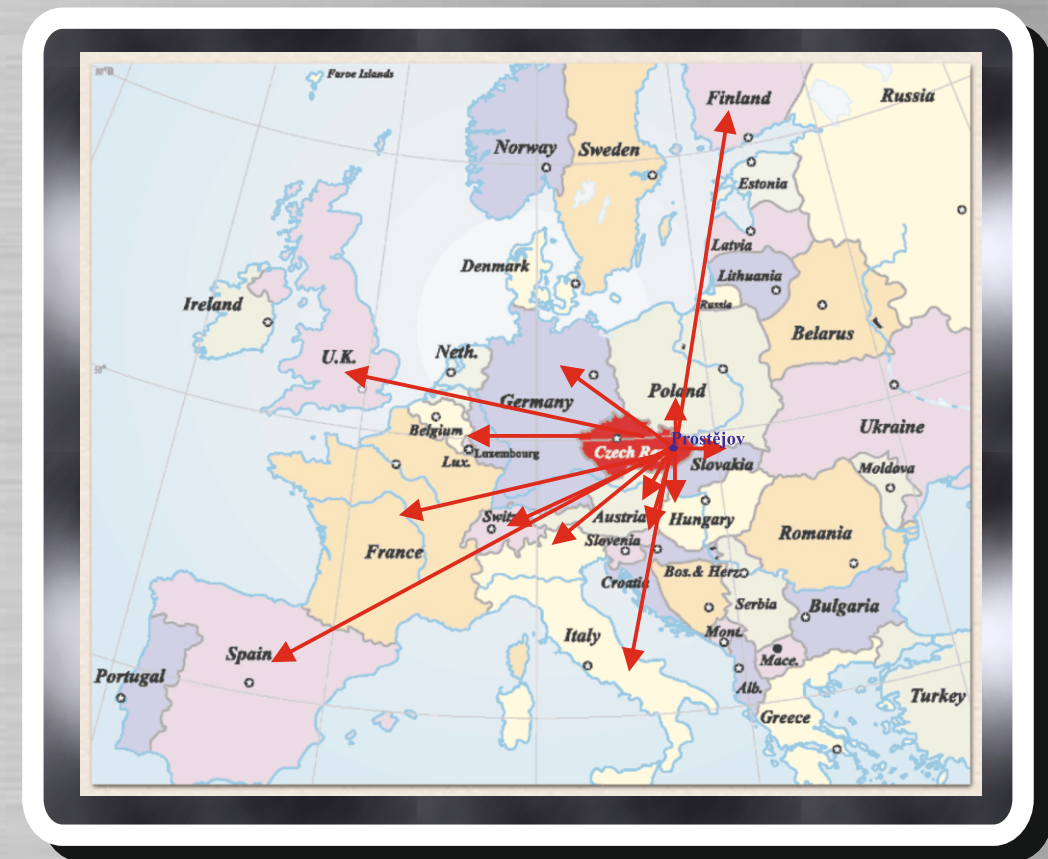 Faroe Islands
Finland
Russia
Norway
Sweden
Estonia
Latvia
Denmark
Lithuania
Ireland
Russia
Belarus
U.K.
Neth.
Germany
Poland
Belgium
Ukraine
Prostějov
Lux.
Luxembourg
Czech Re
Slovakia
Moldova
Swit
Austria
Hungary
France
Slovenia
Romania
Croatia
Bos.& Herz
Serbia
Bulgaria
Italy
Mont.
Spain
Mace.
Portugal
Alb.
Turkey
Greece